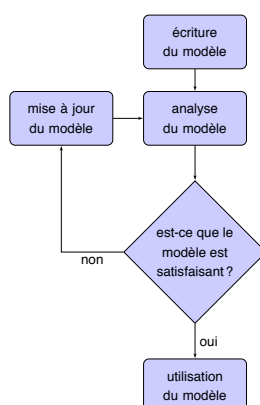 écriture
du modèle
mise à jour
du modèle
analyse
du modèle
est-ce que le
modèle est
satisfaisant ?
non
oui
utilisation
du modèle